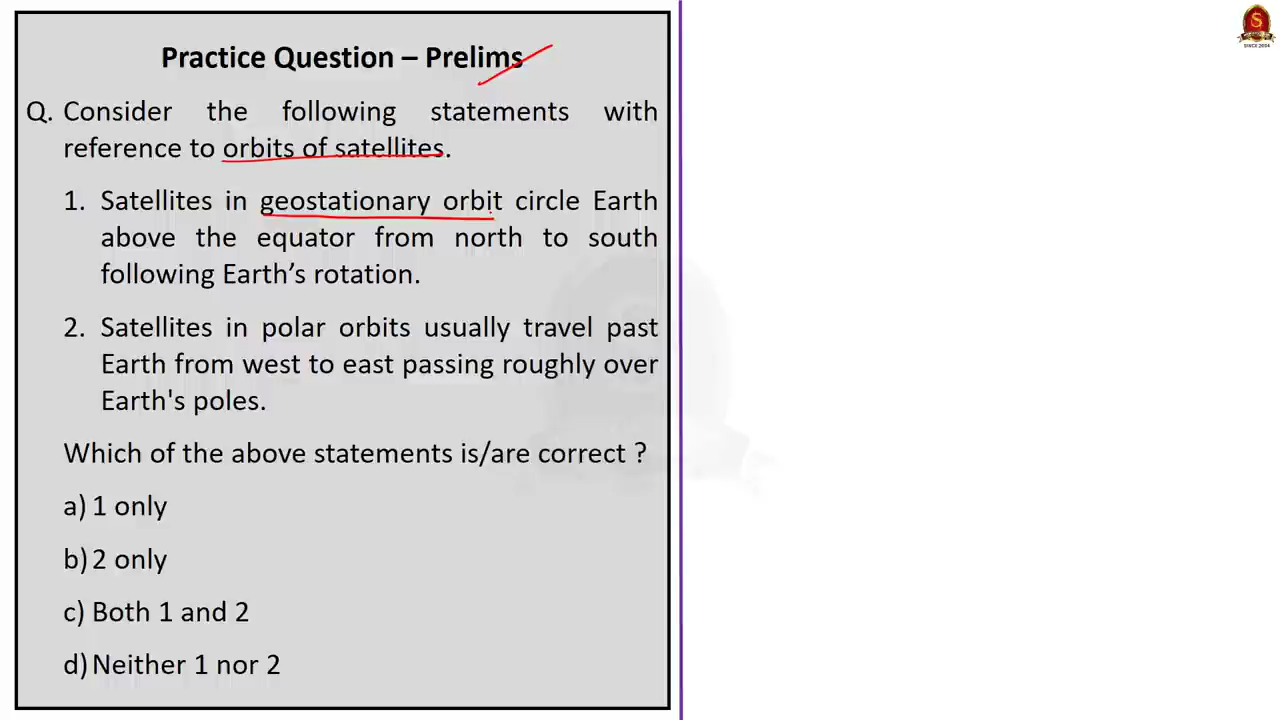 Practice Question – Prelims
Q. Consider the following statements with
reference to orbits of satellites.
1. Satellites in geostationary orbit circle Earth
above the equator from north to south
following Earth’s rotation.
2. Satellites in polar orbits usually travel past
Earth from west to east passing roughly over
Earth's poles.
Which of the above statements is/are correct ?
a) 1 only
b) 2 only
c) Both 1 and 2
d) Neither 1 nor 2
S
SINCE 2004